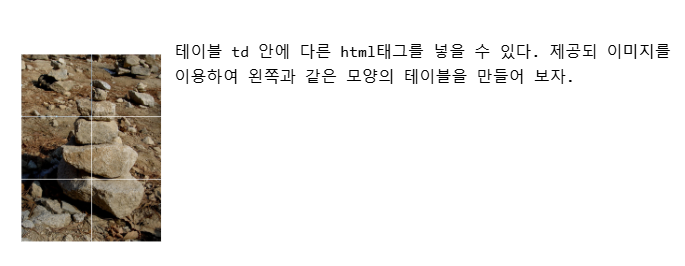 테이블 td 안에 다른 html태그를 넣을 수 있다. 제공되 이미지를
이용하여 왼쪽과 같은 모양의 테이블을 만들어 보자.